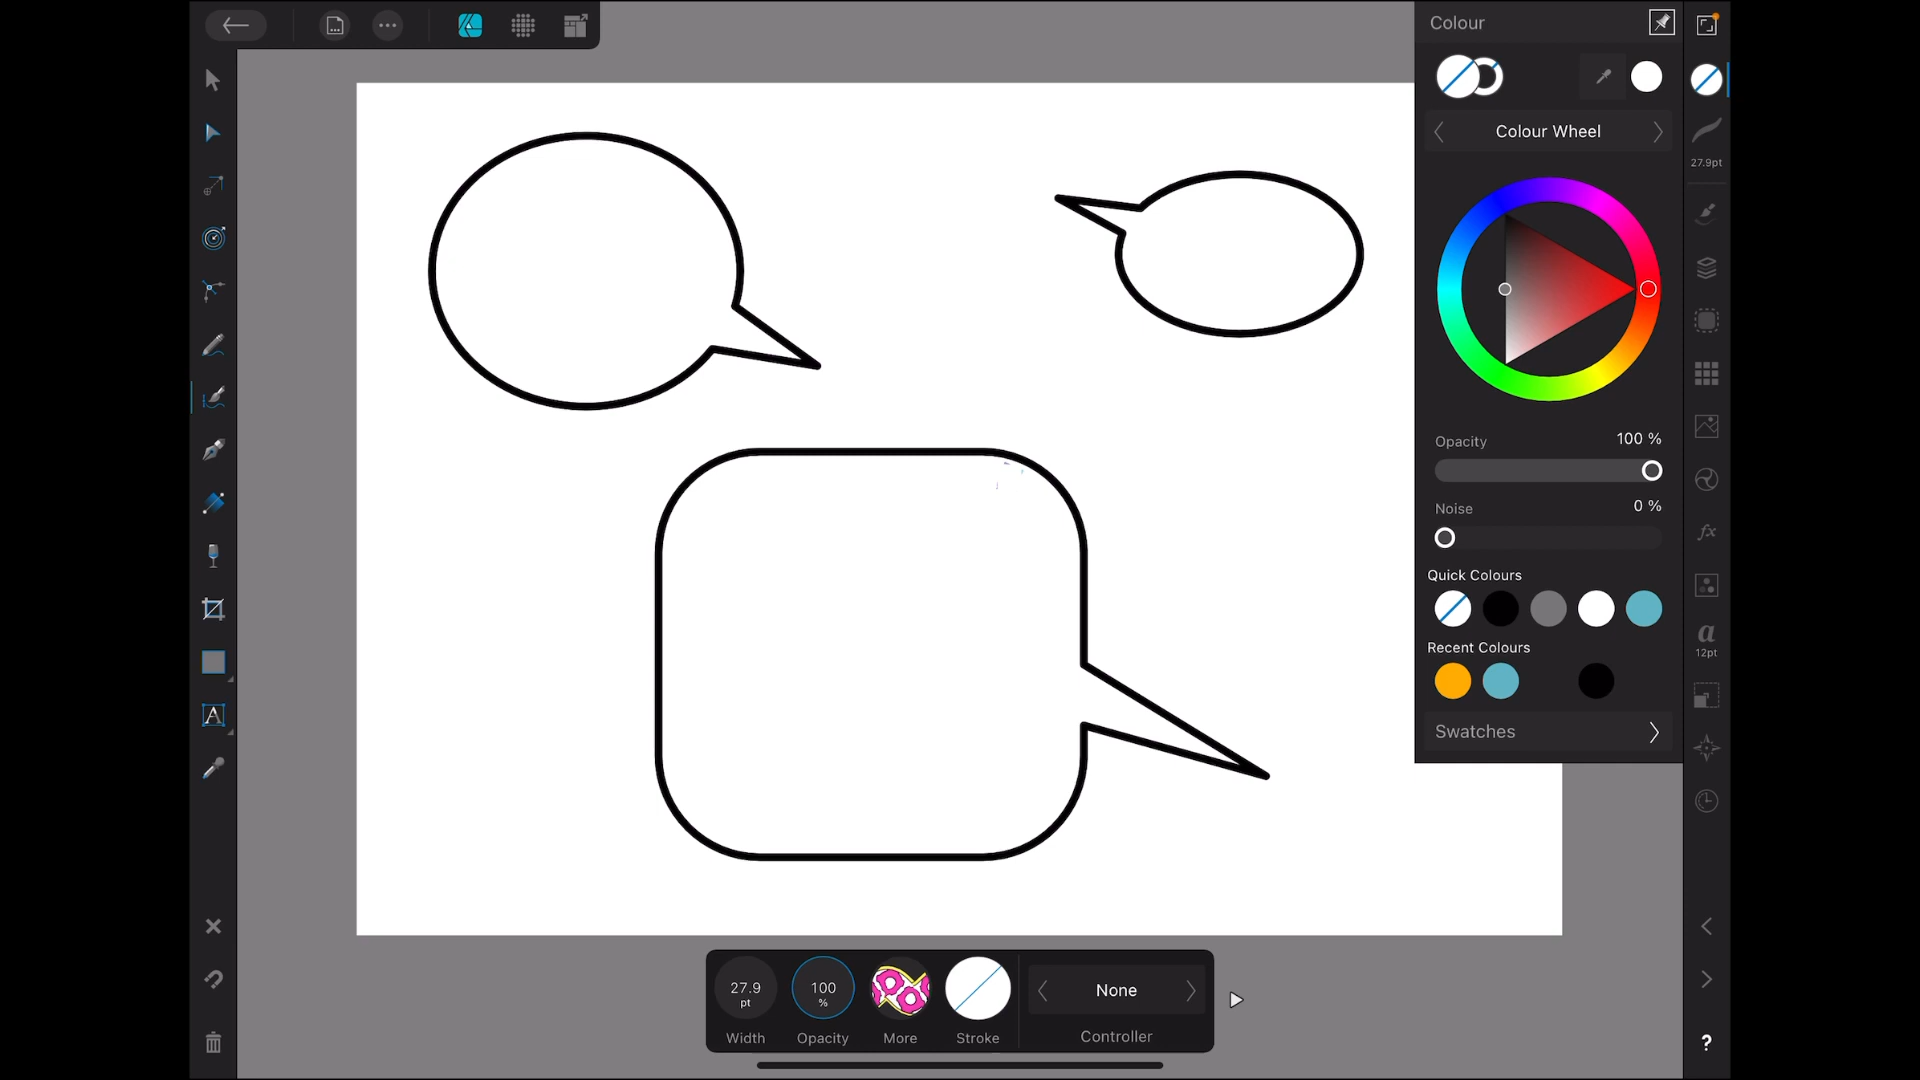 Colour
Colour Wheel
27.9pt
Opacity
100 %
Noise
0 %
Quick Colours
Recent Colours
Swatches
fx
a
12pt
A
27.9
pt
Width
100
%
Opacity
More
Stroke
None
Controller
?